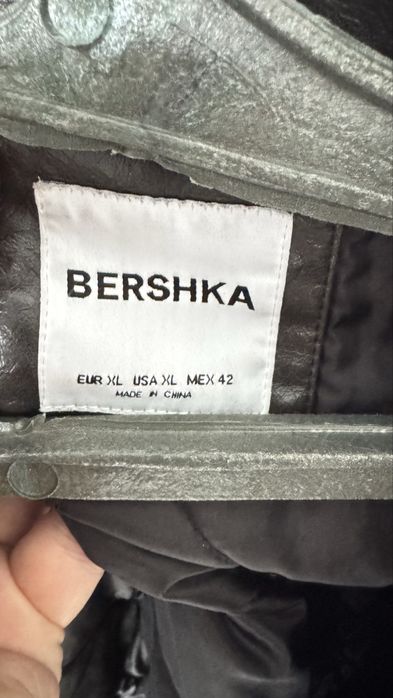 BERSHKA
EUR XL USA XL MEX 42
MADE IN CHINA